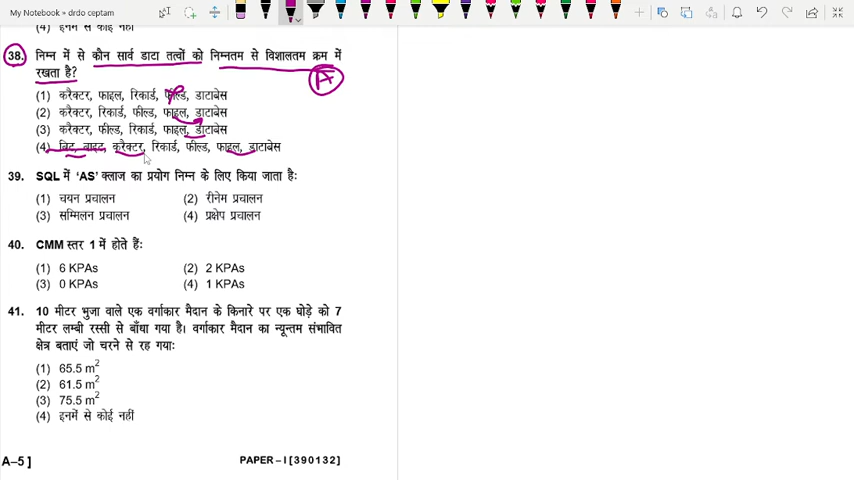 My Notebook » drdo ceptam
(4) इनमें से कोई नहीं
38. निम्न में से कौन सार्व डाटा तत्वों को निम्नतम से विशालतम क्रम में
रखता है?
A
(1) करैक्टर, फाइल, रिकार्ड, फील्ड, डाटाबेस
(2) करैक्टर, रिकार्ड, फील्ड, फाइल, डाटाबेस
(3) करैक्टर, फील्ड, रिकार्ड, फाइल, डाटाबेस
(4) बिट, बाइट, करैक्टर, रिकार्ड, फील्ड, फाइल, डाटाबेस
39. SQL में ‘AS’ क्लाज का प्रयोग निम्न के लिए किया जाता है:
(1) चयन प्रचालन (2) रीनेम प्रचालन
(3) सम्मिलन प्रचालन (4) प्रक्षेप प्रचालन
40. CMM स्तर 1 में होते हैं:
(1) 6 KPAs (2) 2 KPAs
(3) 0 KPAs (4) 1 KPAs
41. 10 मीटर भुजा वाले एक वर्गाकार मैदान के किनारे पर एक घोड़े को 7
मीटर लम्बी रस्सी से बाँधा गया है। वर्गाकार मैदान का न्यूनतम संभावित
क्षेत्र बताएं जो चरने से रह गया:
(1) 65.5 m²
(2) 61.5 m²
(3) 75.5 m²
(4) इनमें से कोई नहीं
A–5 ] PAPER – I [ 390132 ]